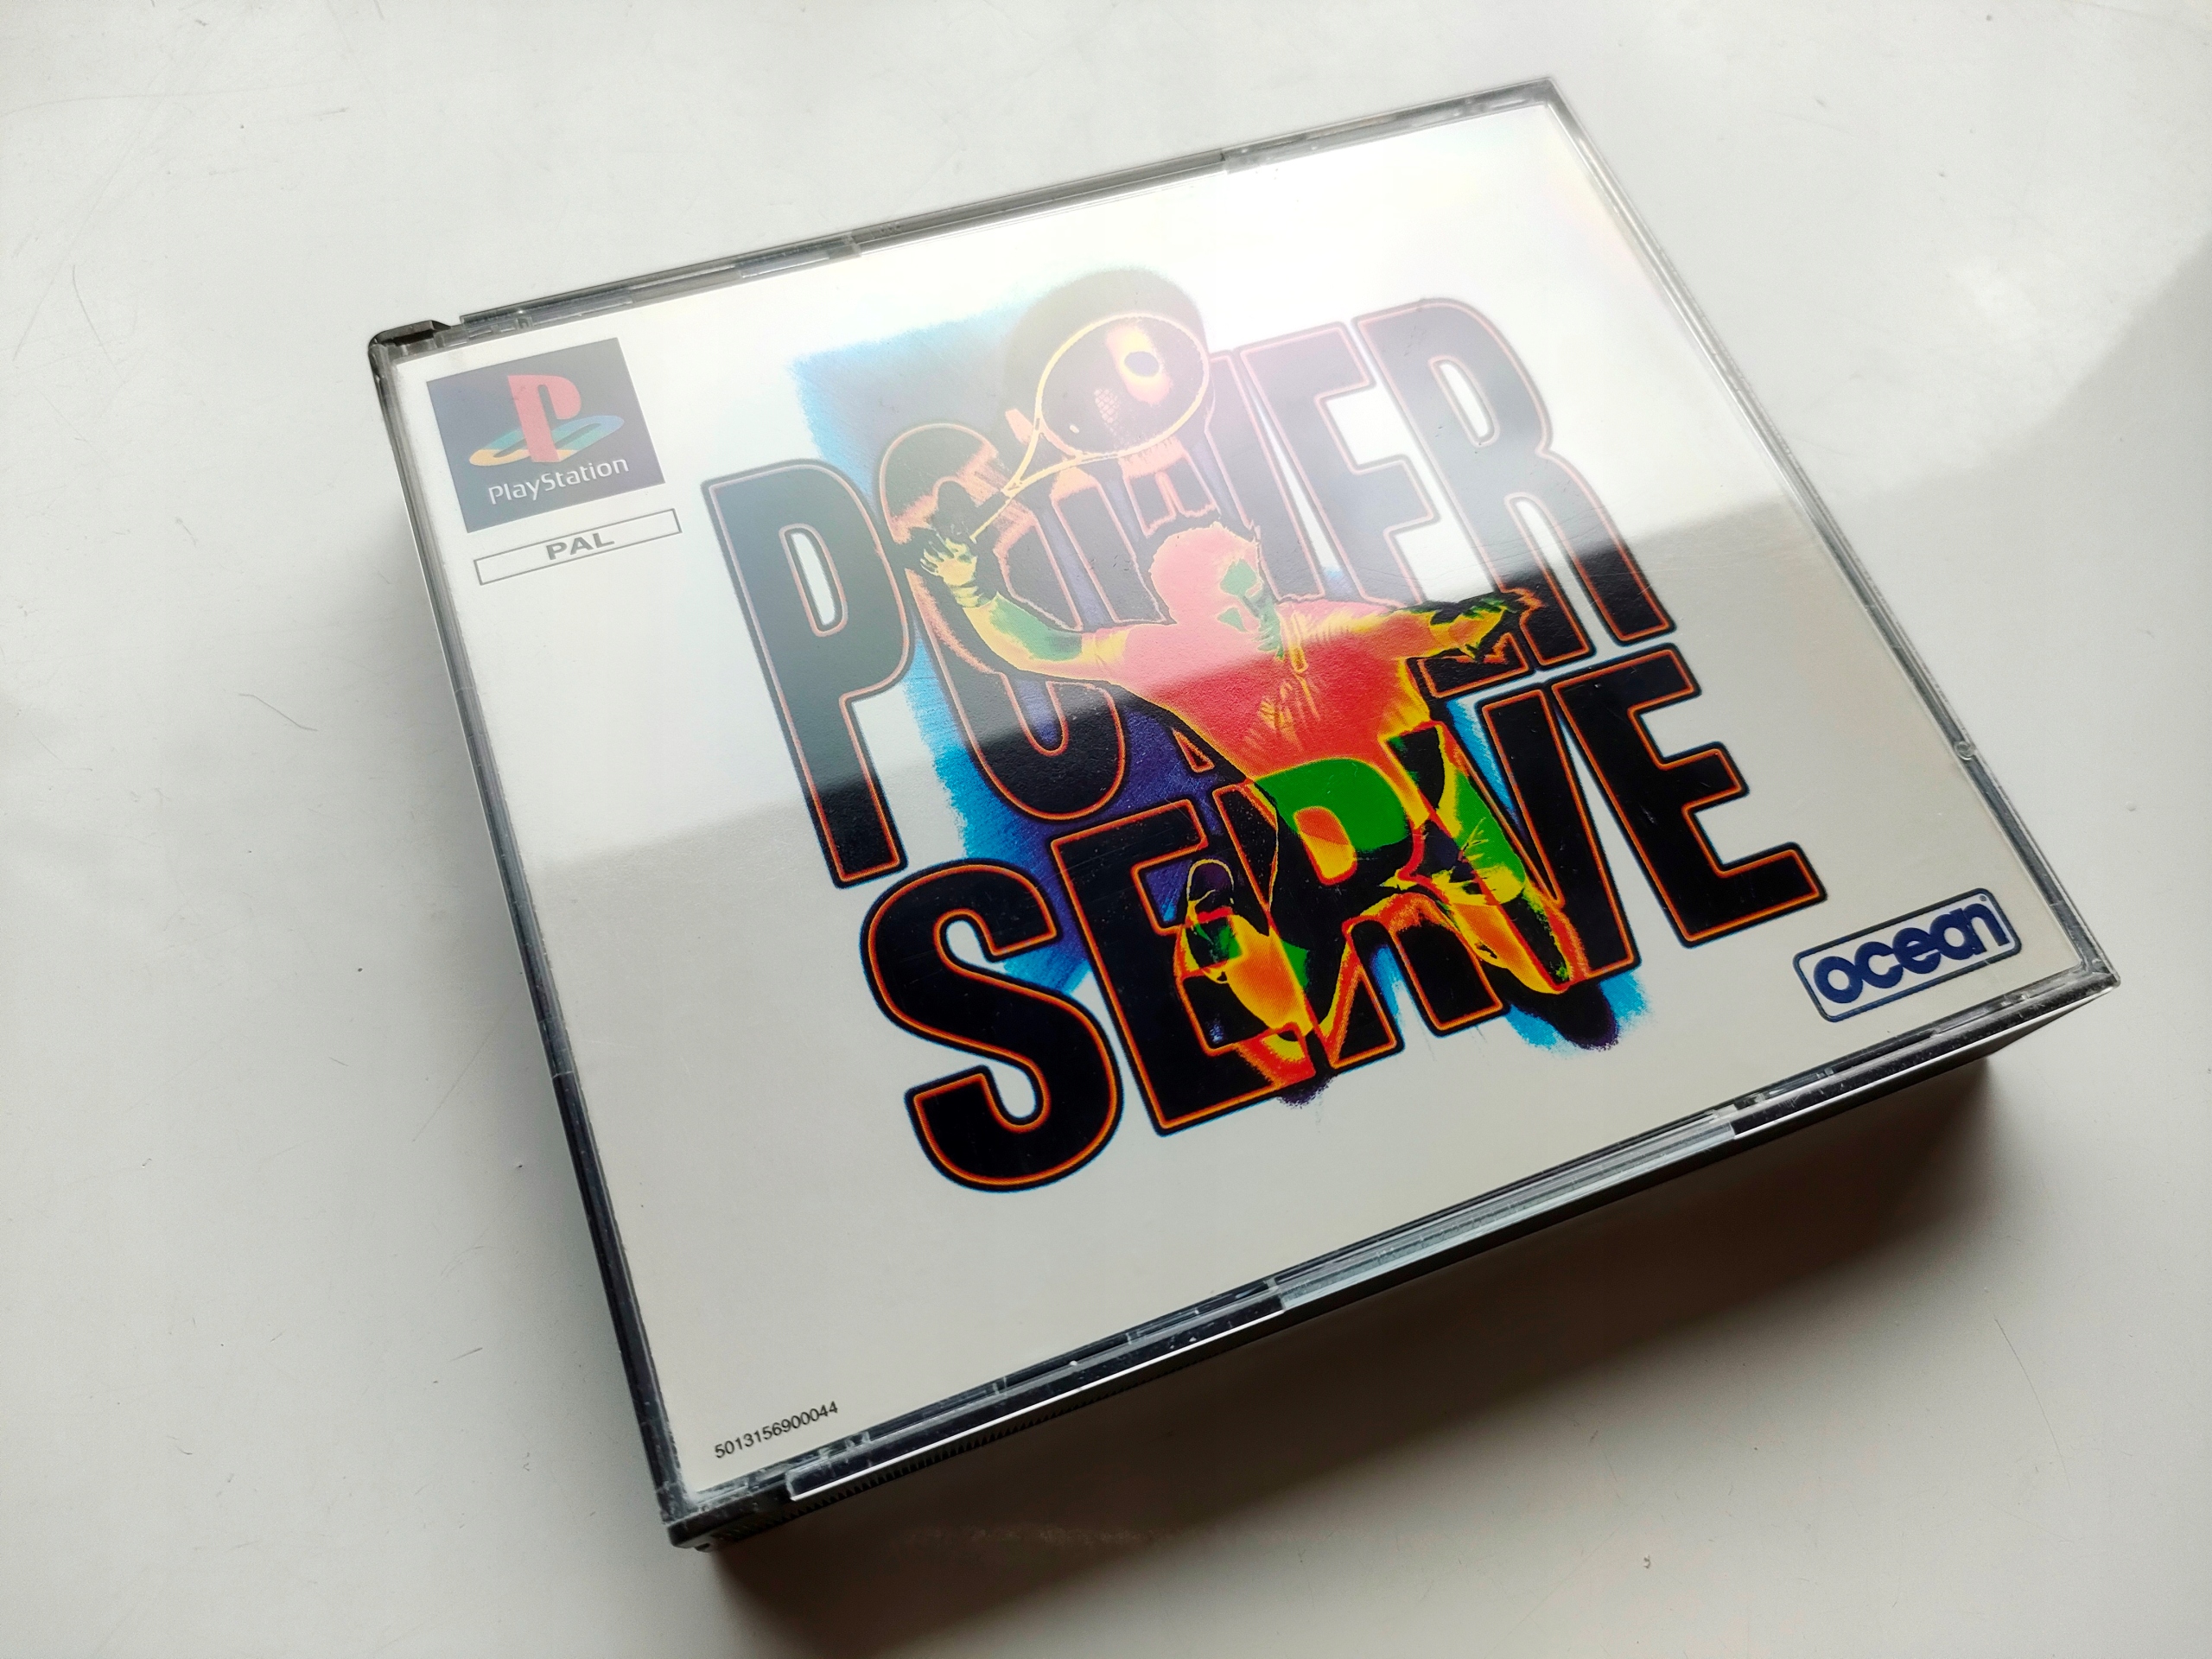 PlayStation
PAL
POWER
SERVE
ocean
5013156900044